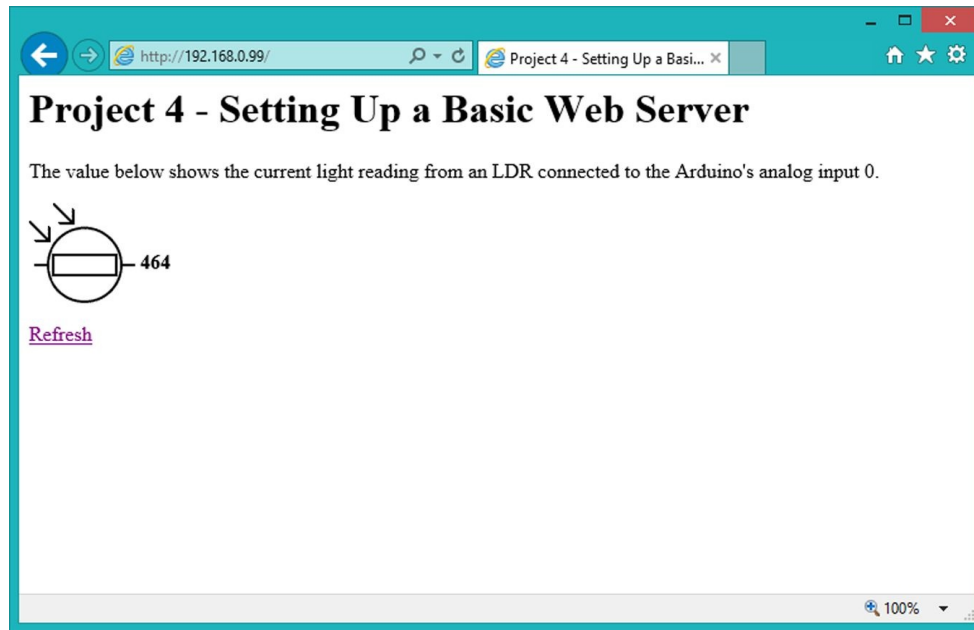 http://192.168.0.99/
Project 4 - Setting Up a Basi...
Project 4 - Setting Up a Basic Web Server
The value below shows the current light reading from an LDR connected to the Arduino's analog input 0.
464
Refresh
100%